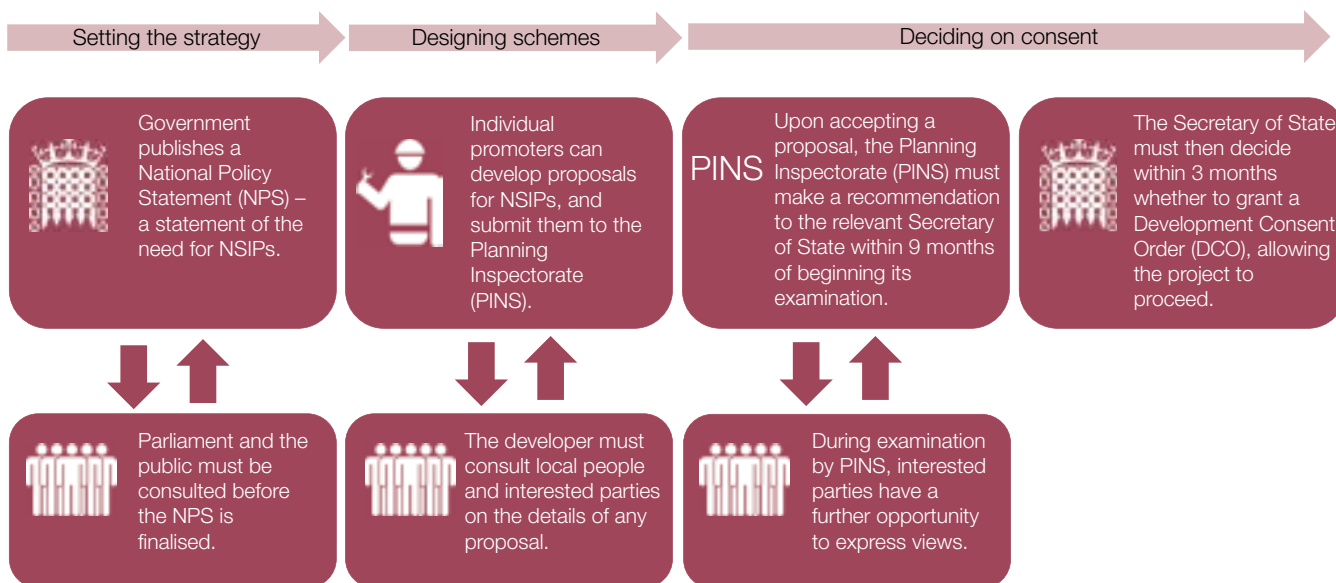 Setting the strategy
Designing schemes
Deciding on consent
Government
publishes a
National Policy
Statement (NPS) –
a statement of the
need for NSIPs.
Individual
promoters can
develop proposals
for NSIPs, and
submit them to the
Planning
Inspectorate
(PINS).
PINS
Upon accepting a
proposal, the Planning
Inspectorate (PINS) must
make a recommendation
to the relevant Secretary
of State within 9 months
of beginning its
examination.
The Secretary of State
must then decide
within 3 months
whether to grant a
Development Consent
Order (DCO), allowing
the project to
proceed.
Parliament and the
public must be
consulted before
the NPS is
finalised.
The developer must
consult local people
and interested parties
on the details of any
proposal.
During examination
by PINS, interested
parties have a
further opportunity
to express views.